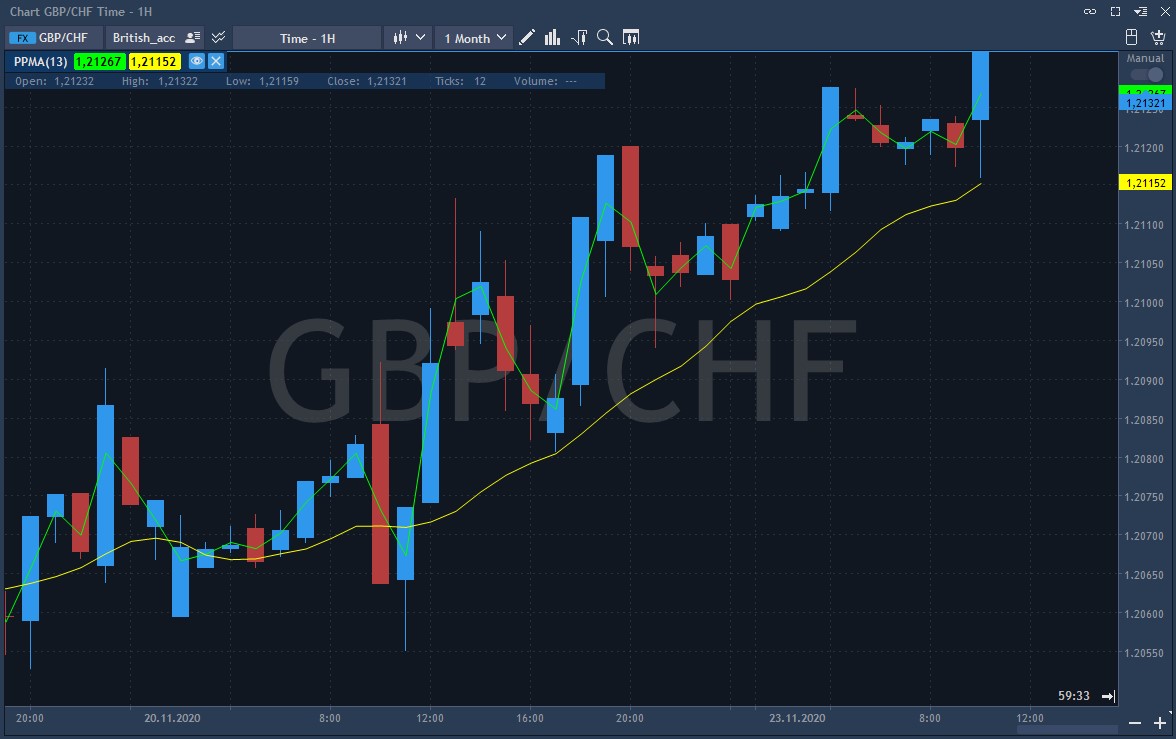 Chart GBP/CHF Time - 1H
FX GBP/CHF British_acc Time - 1H 1 Month
PPMA(13) 1,21267 1,21152
Manual
Open: 1,21232 High: 1,21322 Low: 1,21159 Close: 1,21321 Ticks: 12 Volume: ---
1,21321
1.21200
1,21152
1.21100
1.21050
1.21000
1.20950
GBP/CHF
1.20900
1.20850
1.20800
1.20750
1.20700
1.20650
1.20600
1.20550
59:33
20:00 20.11.2020 8:00 12:00 16:00 20:00 23.11.2020 8:00 12:00